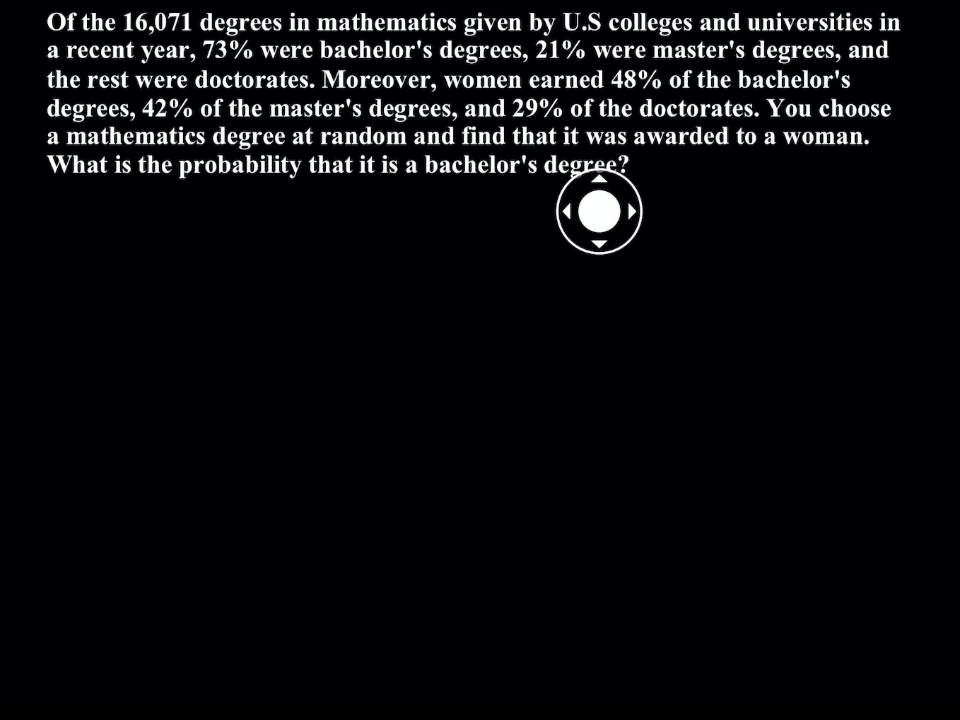 Of the 16,071 degrees in mathematics given by U.S colleges and universities in
a recent year, 73% were bachelor's degrees, 21% were master's degrees, and
the rest were doctorates. Moreover, women earned 48% of the bachelor's
degrees, 42% of the master's degrees, and 29% of the doctorates. You choose
a mathematics degree at random and find that it was awarded to a woman.
What is the probability that it is a bachelor's degree?